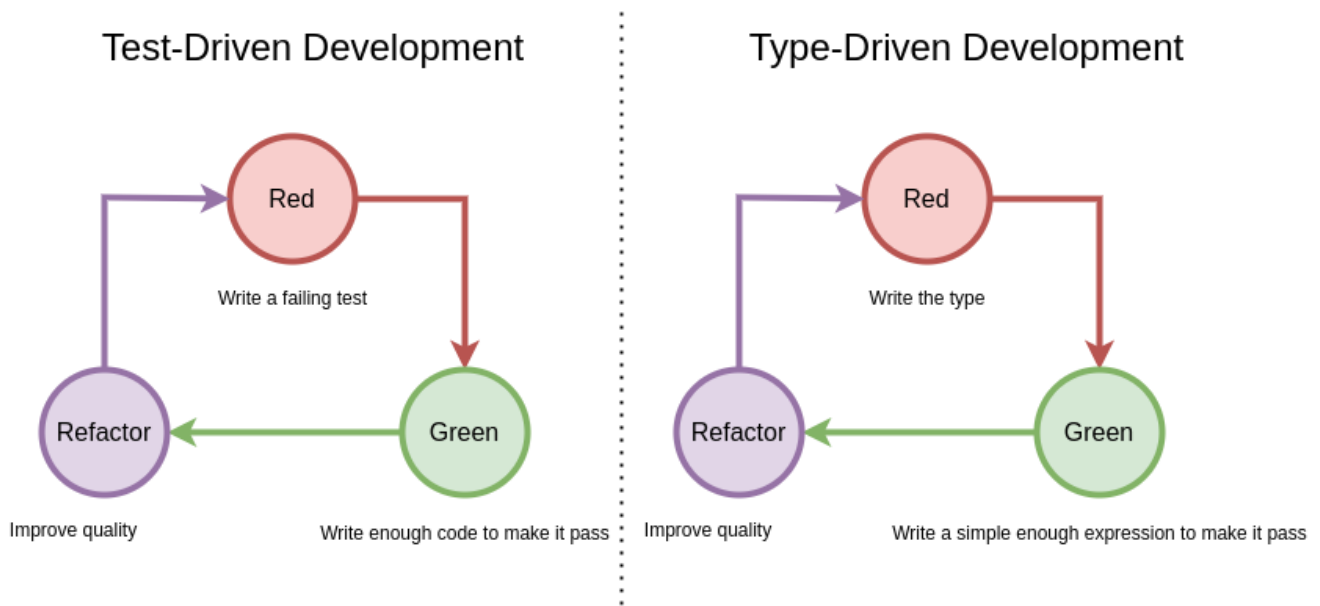 Test-Driven Development
Red
Write a failing test
Refactor
Green
Improve quality
Write enough code to make it pass
Type-Driven Development
Red
Write the type
Refactor
Green
Improve quality
Write a simple enough expression to make it pass